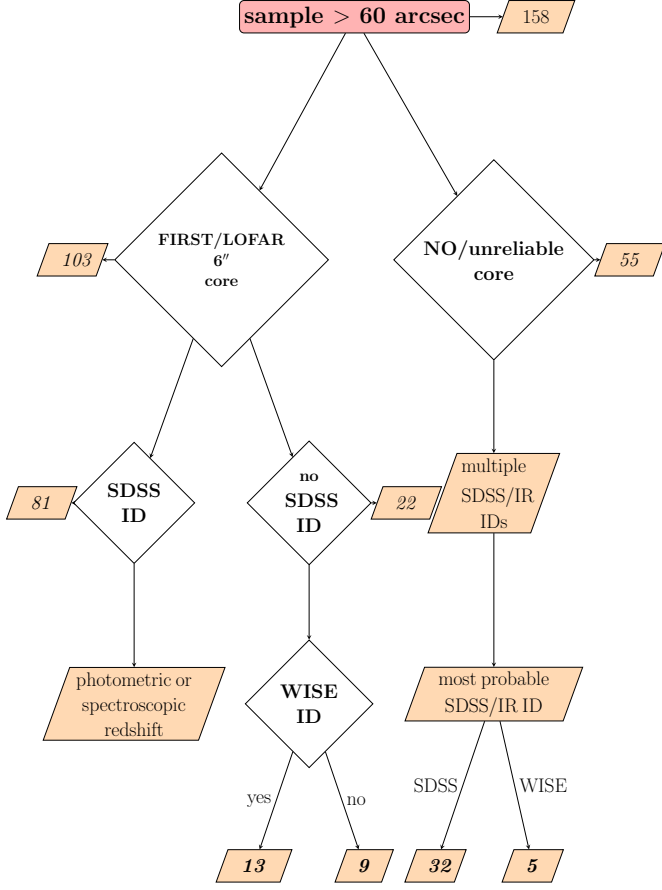 sample > 60 arcsec
158
FIRST/LOFAR
6″
core
103
NO/unreliable
core
55
SDSS
ID
81
no
SDSS
ID
22
multiple
SDSS/IR
IDs
photometric or
spectroscopic
redshift
WISE
ID
most probable
SDSS/IR ID
yes
no
SDSS
WISE
13
9
32
5